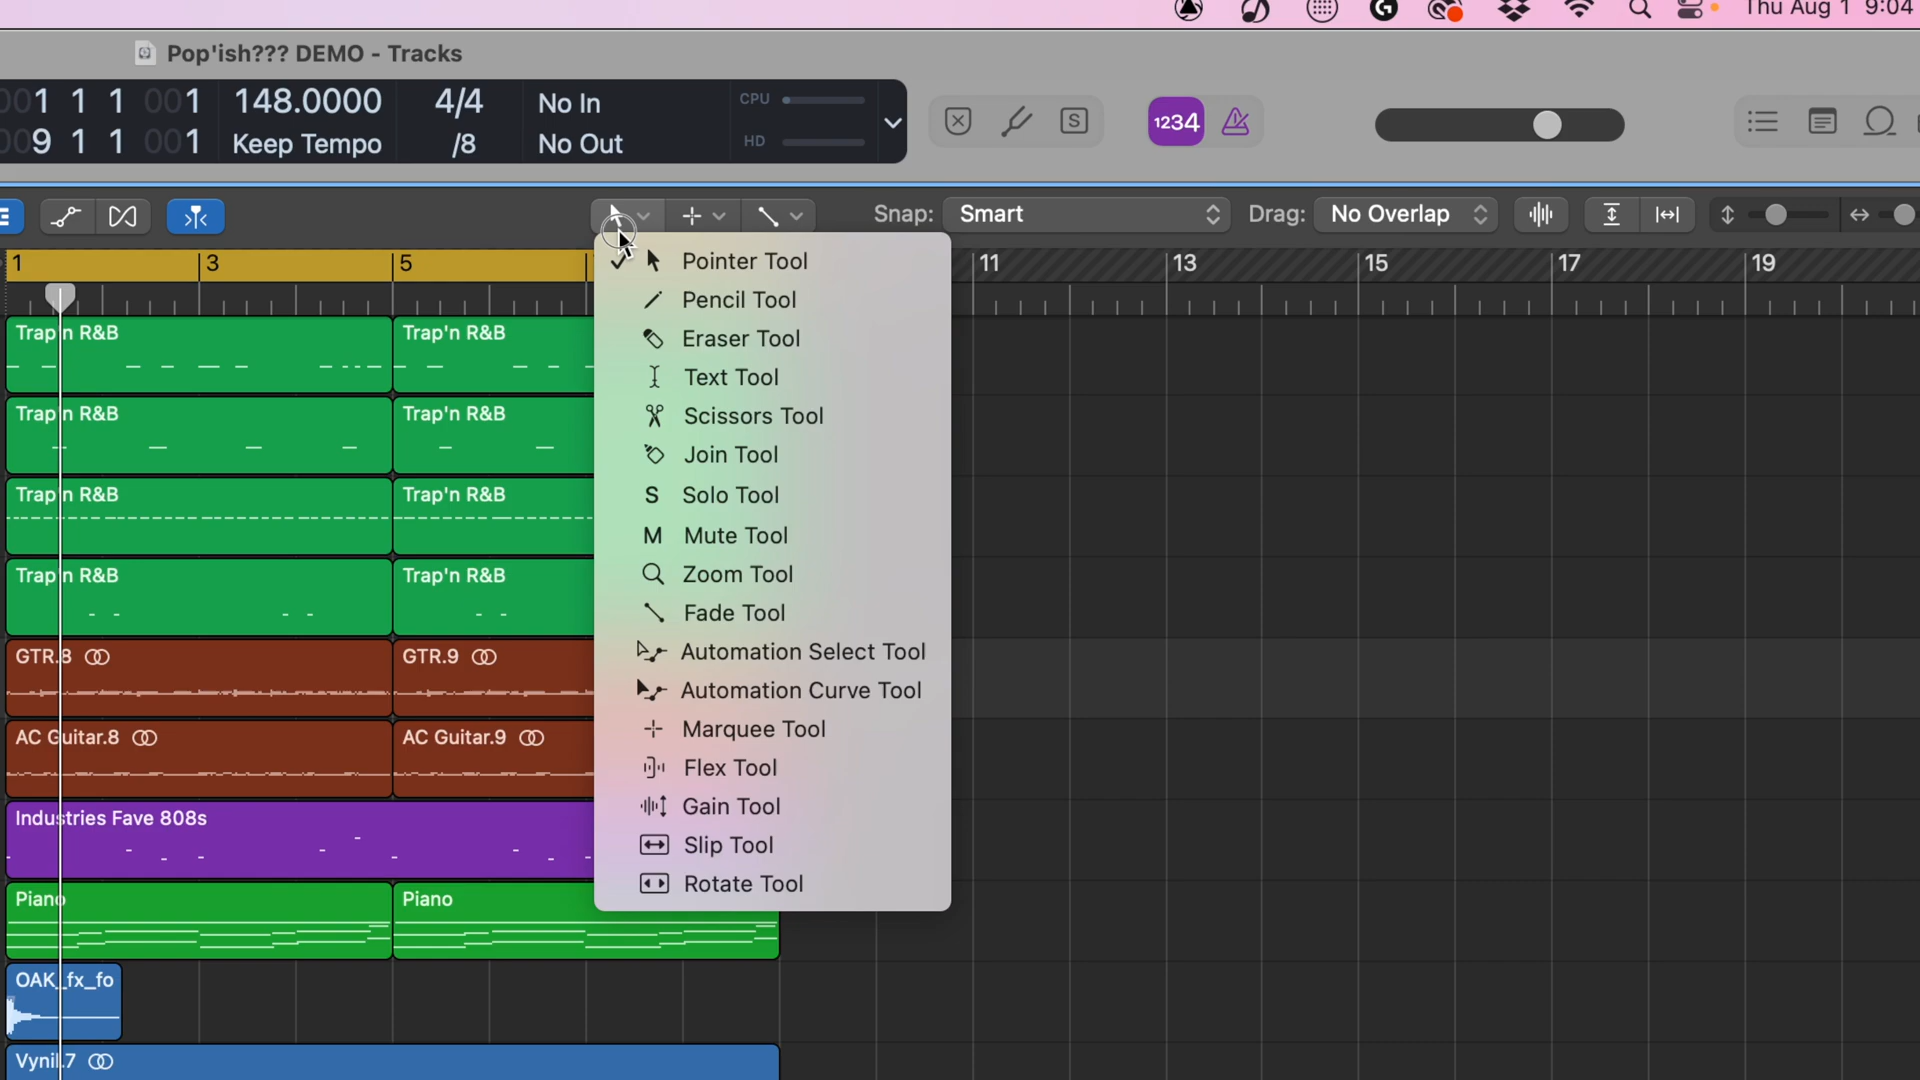 Thu Aug 1 9:04
Pop'ish??? DEMO - Tracks
001 1 1 001
148.0000
4/4
No In
CPU
009 1 1 001
Keep Tempo
/8
No Out
HD
S
1234
Snap:
Smart
Drag:
No Overlap
1
3
5
11
13
15
17
19
Pointer Tool
Pencil Tool
Eraser Tool
Text Tool
Scissors Tool
Join Tool
S Solo Tool
M Mute Tool
Zoom Tool
Fade Tool
Automation Select Tool
Automation Curve Tool
Marquee Tool
Flex Tool
Gain Tool
Slip Tool
Rotate Tool
Trap'n R&B
Trap'n R&B
Trap'n R&B
Trap'n R&B
Trap'n R&B
Trap'n R&B
Trap'n R&B
Trap'n R&B
GTR.8
GTR.9
AC Guitar.8
AC Guitar.9
Industries Fave 808s
Piano
Piano
OAK_fx_fo
Vynil.7